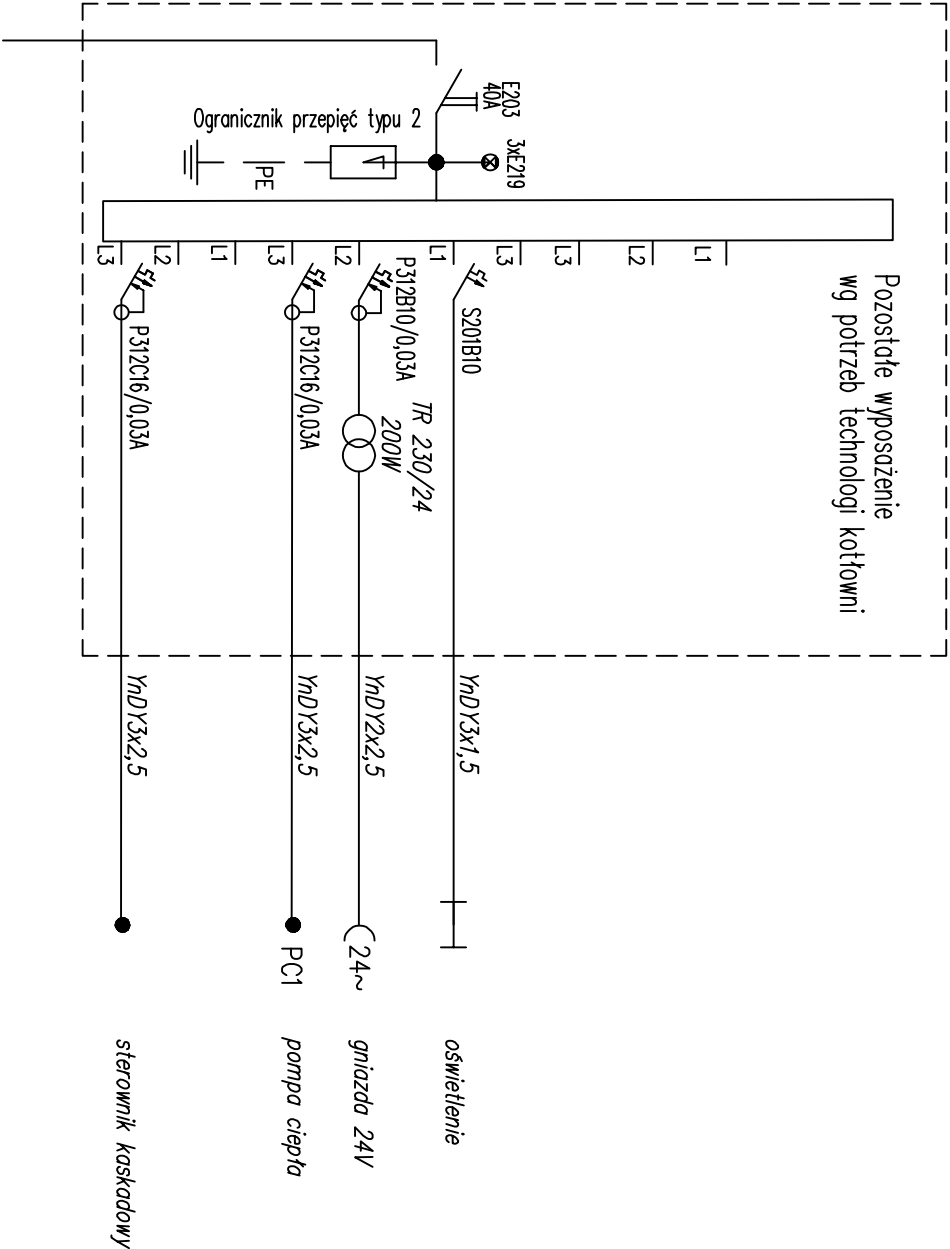 E203
40A
Ogranicznik przepięć typu 2
3xE219
PE
L3
L2
L1
L3
L2
L1
L3
L3
L2
L1
Pozostałe wyposażenie
wg potrzeb technologi kotłowni
P312C16/0,03A
P312C16/0,03A
P312B10/0,03A
S201B10
TR 230/24
200W
YnDY3x2,5
YnDY3x2,5
YnDY2x2,5
YnDY3x1,5
PC1
24~
sterownik kaskadowy
pompa ciepła
gniazda 24V
oświetlenie